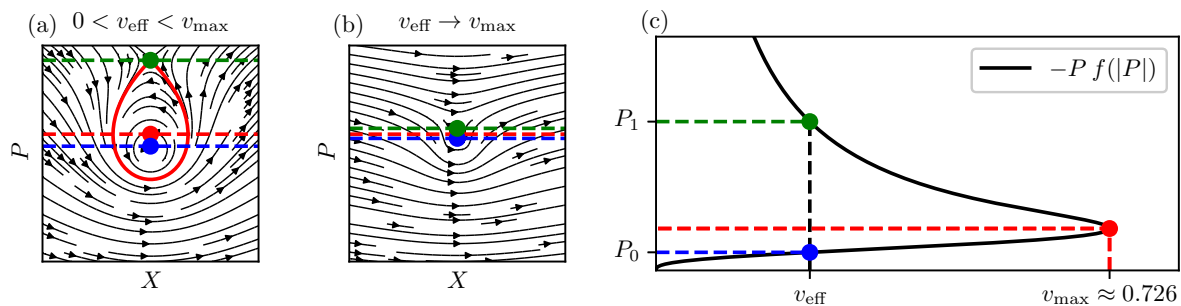 (a) 0 < v_eff < v_max
P
X
(b) v_eff → v_max
P
X
(c)
−P f(|P|)
P_1
P_0
v_eff
v_max ≈ 0.726